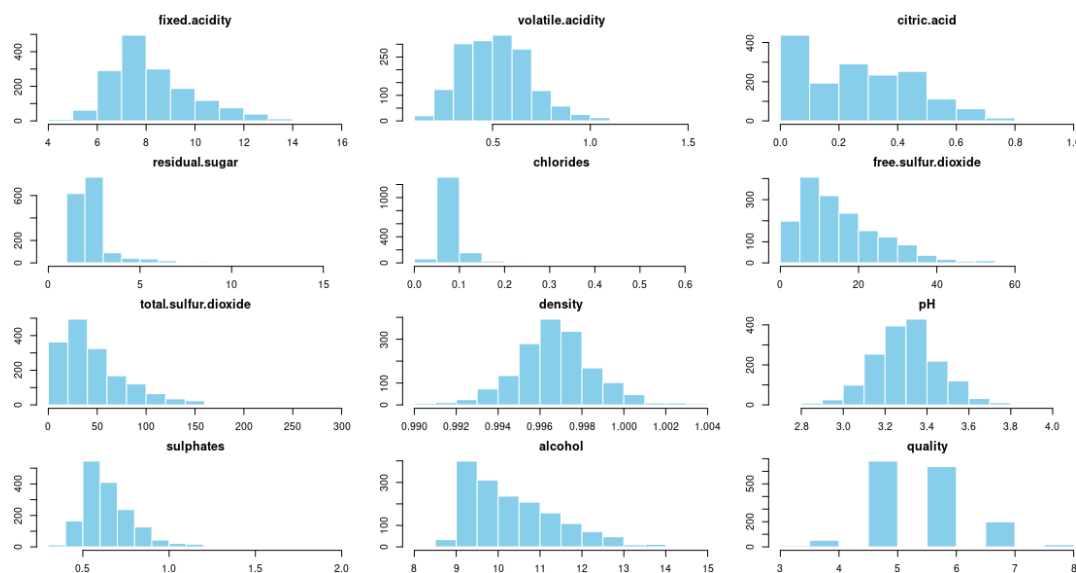 fixed.acidity
0 200 400
4 6 8 10 12 14 16
volatile.acidity
0 150 250
0.5 1.0 1.5
citric.acid
0 200 400
0.0 0.2 0.4 0.6 0.8 1.0
residual.sugar
0 200 600
0 5 10 15
chlorides
0 400 1000
0.0 0.1 0.2 0.3 0.4 0.5 0.6
free.sulfur.dioxide
0 100 300
0 20 40 60
total.sulfur.dioxide
0 200 400
0 50 100 150 200 250 300
density
0 100 300
0.990 0.992 0.994 0.996 0.998 1.000 1.002 1.004
pH
0 200 400
2.8 3.0 3.2 3.4 3.6 3.8 4.0
sulphates
0 200 400
0.5 1.0 1.5 2.0
alcohol
0 100 300
8 9 10 11 12 13 14 15
quality
0 200 500
3 4 5 6 7 8